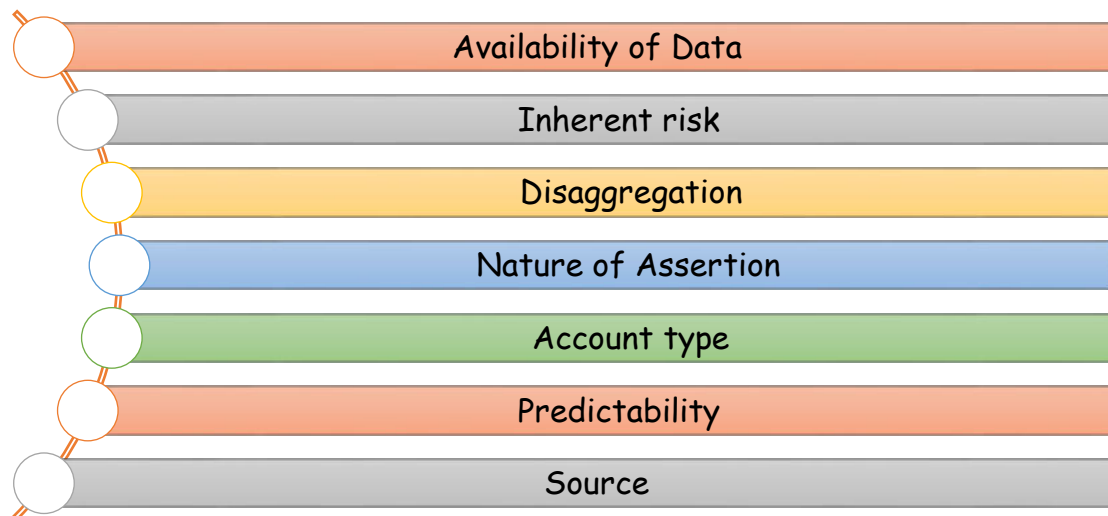 Availability of Data
Inherent risk
Disaggregation
Nature of Assertion
Account type
Predictability
Source